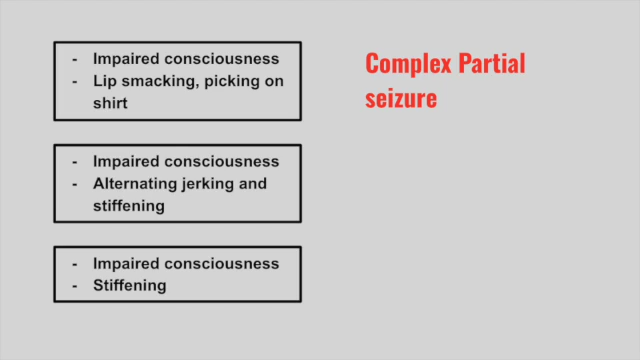 - Impaired consciousness
- Lip smacking, picking on
shirt
Complex Partial
seizure
- Impaired consciousness
- Alternating jerking and
stiffening
- Impaired consciousness
- Stiffening